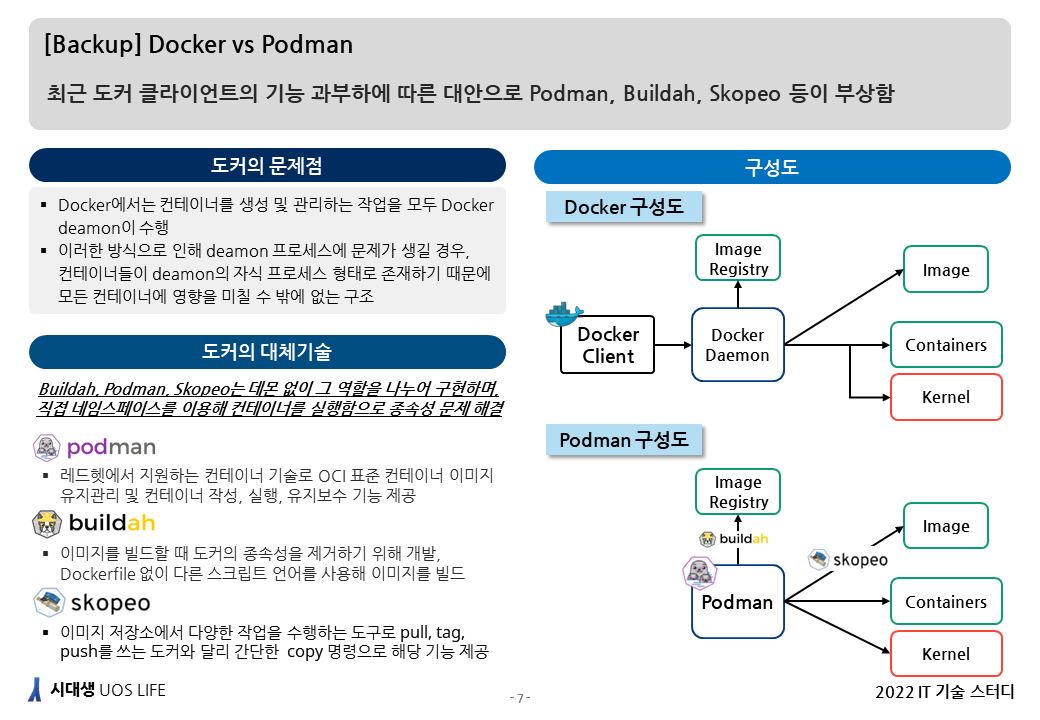 [Backup] Docker vs Podman
최근 도커 클라이언트의 기능 과부하에 따른 대안으로 Podman, Buildah, Skopeo 등이 부상함
도커의 문제점
▪ Docker에서는 컨테이너를 생성 및 관리하는 작업을 모두 Docker
deamon이 수행
▪ 이러한 방식으로 인해 deamon 프로세스에 문제가 생길 경우,
컨테이너들이 deamon의 자식 프로세스 형태로 존재하기 때문에
모든 컨테이너에 영향을 미칠 수 밖에 없는 구조
도커의 대체기술
Buildah, Podman, Skopeo는 데몬 없이 그 역할을 나누어 구현하며,
직접 네임스페이스를 이용해 컨테이너를 실행함으로 종속성 문제 해결
podman
▪ 레드헷에서 지원하는 컨테이너 기술로 OCI 표준 컨테이너 이미지
유지관리 및 컨테이너 작성, 실행, 유지보수 기능 제공
buildah
▪ 이미지를 빌드할 때 도커의 종속성을 제거하기 위해 개발,
Dockerfile 없이 다른 스크립트 언어를 사용해 이미지를 빌드
skopeo
▪ 이미지 저장소에서 다양한 작업을 수행하는 도구로 pull, tag,
push를 쓰는 도커와 달리 간단한 copy 명령으로 해당 기능 제공
구성도
Docker 구성도
Image
Registry
Image
Docker
Client
Docker
Daemon
Containers
Kernel
Podman 구성도
Image
Registry
Image
buildah
skopeo
Podman
Containers
Kernel
시대생 UOS LIFE
- 7 -
2022 IT 기술 스터디